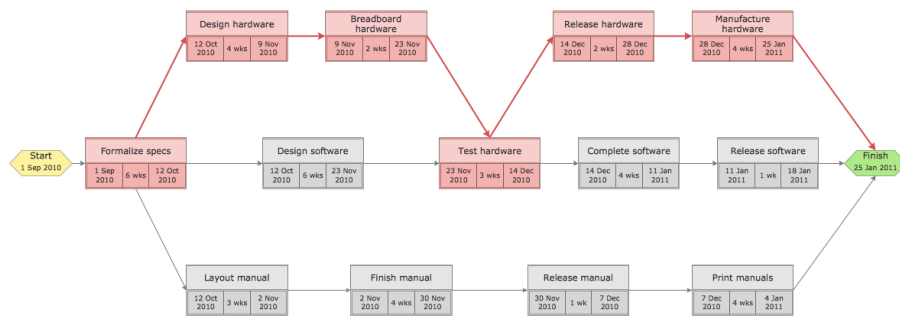 Design hardware
12 Oct 2010 4 wks 9 Nov 2010
Breadboard
hardware
9 Nov 2010 2 wks 23 Nov 2010
Release hardware
14 Dec 2010 2 wks 28 Dec 2010
Manufacture
hardware
28 Dec 2010 4 wks 25 Jan 2011
Start
1 Sep 2010
Formalize specs
1 Sep 2010 6 wks 12 Oct 2010
Design software
12 Oct 2010 6 wks 23 Nov 2010
Test hardware
23 Nov 2010 3 wks 14 Dec 2010
Complete software
14 Dec 2010 4 wks 11 Jan 2011
Release software
11 Jan 2011 1 wk 18 Jan 2011
Finish
25 Jan 2011
Layout manual
12 Oct 2010 3 wks 2 Nov 2010
Finish manual
2 Nov 2010 4 wks 30 Nov 2010
Release manual
30 Nov 2010 1 wk 7 Dec 2010
Print manuals
7 Dec 2010 4 wks 4 Jan 2011